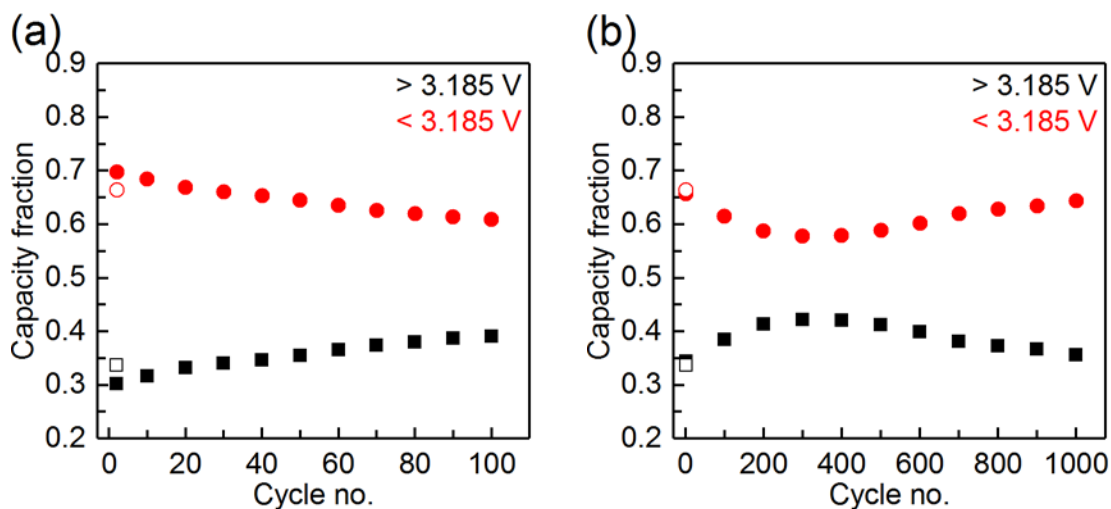 (a)
> 3.185 V
< 3.185 V
Capacity fraction
0.9
0.8
0.7
0.6
0.5
0.4
0.3
0.2
0 20 40 60 80 100
Cycle no.
(b)
> 3.185 V
< 3.185 V
Capacity fraction
0.9
0.8
0.7
0.6
0.5
0.4
0.3
0.2
0 200 400 600 800 1000
Cycle no.